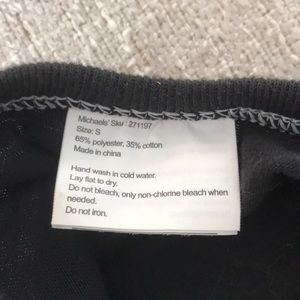 Michaels' Sku : 271197
Size: S
65% polyester, 35% cotton
Made in china
Hand wash in cold water.
Lay flat to dry.
Do not bleach, only non-chlorine bleach when
needed.
Do not iron.